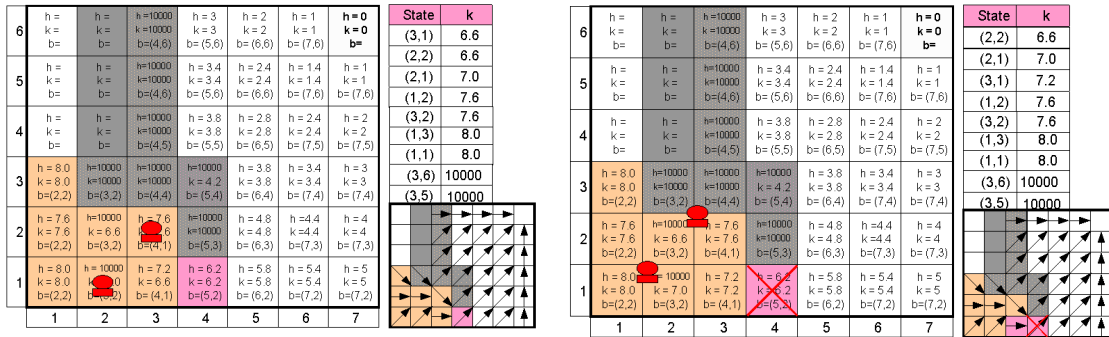 h = h = h=10000 h = 3 h = 2 h = 1 h = 0
6 k = k = k=10000 k = 3 k = 2 k = 1 k = 0
b= b= b=(4,6) b=(5,6) b=(6,6) b=(7,6) b=
h = h = h=10000 h = 3.4 h = 2.4 h = 1.4 h = 1
5 k = k = k=10000 k = 3.4 k = 2.4 k = 1.4 k = 1
b= b= b=(4,6) b=(5,6) b=(6,6) b=(7,6) b=(7,6)
h = h = h=10000 h = 3.8 h = 2.8 h = 2.4 h = 2
4 k = k = k=10000 k = 3.8 k = 2.8 k = 2.4 k = 2
b= b= b=(4,5) b=(5,5) b=(6,5) b=(7,5) b=(7,5)
h = 8.0 h=10000 h=10000 h=10000 h = 3.8 h = 3.4 h = 3
3 k = 8.0 k=10000 k=10000 k = 4.2 k = 3.8 k = 3.4 k = 3
b=(2,2) b=(3,2) b=(4,4) b=(5,4) b=(6,4) b=(7,4) b=(7,4)
h = 7.6 h=10000 h = 7.6 h=10000 h = 4.8 h =4.4 h = 4
2 k = 7.6 k = 6.6 k=10000 k = 4.8 k = 4.4 k = 4
b=(2,2) b=(3,2) b=(4,1) b=(5,3) b=(6,3) b=(7,3) b=(7,3)
h = 8.0 h = 10000 h = 7.2 h = 6.2 h = 5.8 h = 5.4 h = 5
1 k = 8.0 k = 6.6 k = 6.2 k = 5.8 k = 5.4 k = 5
b=(2,2) b=(4,1) b=(5,2) b=(6,2) b=(7,2) b=(7,2)
1 2 3 4 5 6 7
State k
(3,1) 6.6
(2,2) 6.6
(2,1) 7.0
(1,2) 7.6
(3,2) 7.6
(1,3) 8.0
(1,1) 8.0
(3,6) 10000
(3,5) 10000
h = h = h=10000 h = 3 h = 2 h = 1 h = 0
6 k = k = k=10000 k = 3 k = 2 k = 1 k = 0
b= b= b=(4,6) b=(5,6) b=(6,6) b=(7,6) b=
h = h = h=10000 h = 3.4 h = 2.4 h = 1.4 h = 1
5 k = k = k=10000 k = 3.4 k = 2.4 k = 1.4 k = 1
b= b= b=(4,6) b=(5,6) b=(6,6) b=(7,6) b=(7,6)
h = h = h=10000 h = 3.8 h = 2.8 h = 2.4 h = 2
4 k = k = k=10000 k = 3.8 k = 2.8 k = 2.4 k = 2
b= b= b=(4,5) b=(5,5) b=(6,5) b=(7,5) b=(7,5)
h = 8.0 h=10000 h=10000 h=10000 h = 3.8 h = 3.4 h = 3
3 k = 8.0 k=10000 k=10000 k = 4.2 k = 3.8 k = 3.4 k = 3
b=(2,2) b=(3,2) b=(4,4) b=(5,4) b=(6,4) b=(7,4) b=(7,4)
h = 7.6 h=10000 h = 7.6 h=10000 h = 4.8 h =4.4 h = 4
2 k = 7.6 k = 6.6 k = 7.6 k=10000 k = 4.8 k = 4.4 k = 4
b=(2,2) b=(3,2) b=(4,1) b=(5,3) b=(6,3) b=(7,3) b=(7,3)
h = 8.0 10000 h = 7.2 h = 6.2 h = 5.8 h = 5.4 h = 5
1 k = 8.0 k = 7.0 k = 7.2 k = 6.2 k = 5.8 k = 5.4 k = 5
b=(2,2) b=(3,2) b=(4,1) b=(5,2) b=(6,2) b=(7,2) b=(7,2)
1 2 3 4 5 6 7
State k
(2,2) 6.6
(2,1) 7.0
(3,1) 7.2
(1,2) 7.6
(3,2) 7.6
(1,3) 8.0
(1,1) 8.0
(3,6) 10000
(3,5) 10000